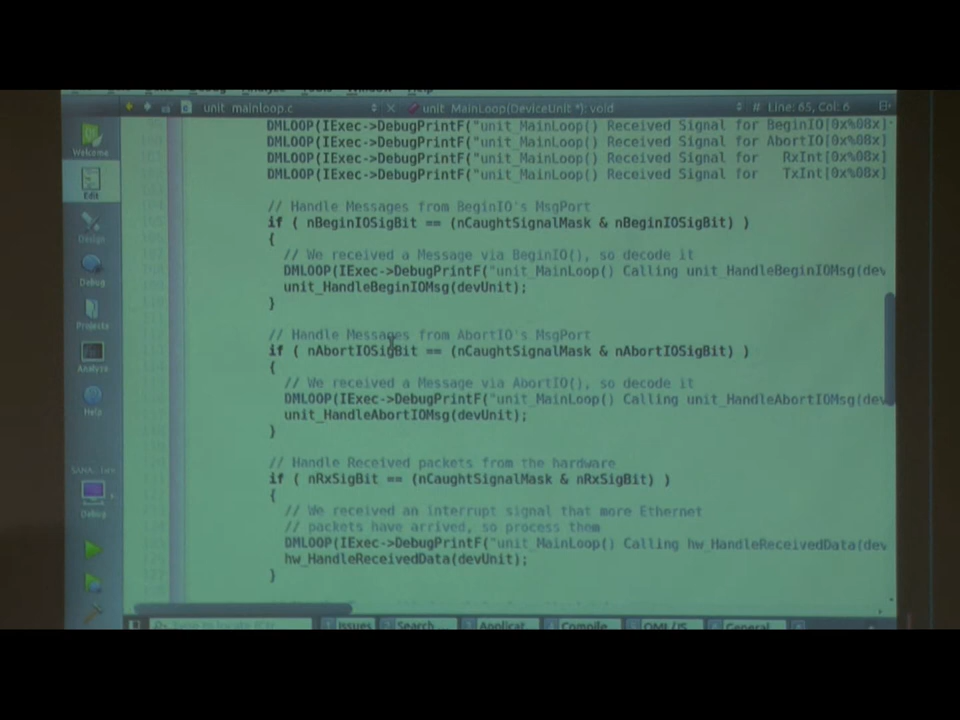 unit_mainloop.c
unit_MainLoop(DeviceUnit *): void
# Line: 65, Col: 6
Welcome
Edit
Design
Debug
Projects
Analyze
Help
Debug
DMLOOP(IExec->DebugPrintF("unit_MainLoop() Received Signal for BeginIO[0x%08x]
DMLOOP(IExec->DebugPrintF("unit_MainLoop() Received Signal for AbortIO[0x%08x]
DMLOOP(IExec->DebugPrintF("unit_MainLoop() Received Signal for   RxInt[0x%08x]
DMLOOP(IExec->DebugPrintF("unit_MainLoop() Received Signal for   TxInt[0x%08x]
// Handle Messages from BeginIO's MsgPort
if ( nBeginIOSigBit == (nCaughtSignalMask & nBeginIOSigBit) )
{
// We received a Message via BeginIO(), so decode it
DMLOOP(IExec->DebugPrintF("unit_MainLoop() Calling unit_HandleBeginIOMsg(dev
unit_HandleBeginIOMsg(devUnit);
}
// Handle Messages from AbortIO's MsgPort
if ( nAbortIOSigBit == (nCaughtSignalMask & nAbortIOSigBit) )
{
// We received a Message via AbortIO(), so decode it
DMLOOP(IExec->DebugPrintF("unit_MainLoop() Calling unit_HandleAbortIOMsg(dev
unit_HandleAbortIOMsg(devUnit);
}
// Handle Received packets from the hardware
if ( nRxSigBit == (nCaughtSignalMask & nRxSigBit) )
{
// We received an interrupt signal that more Ethernet
// packets have arrived, so process them
DMLOOP(IExec->DebugPrintF("unit_MainLoop() Calling hw_HandleReceivedData(dev
hw_HandleReceivedData(devUnit);
}
Issues
Search
Applicat
Compile
QML/JS
General